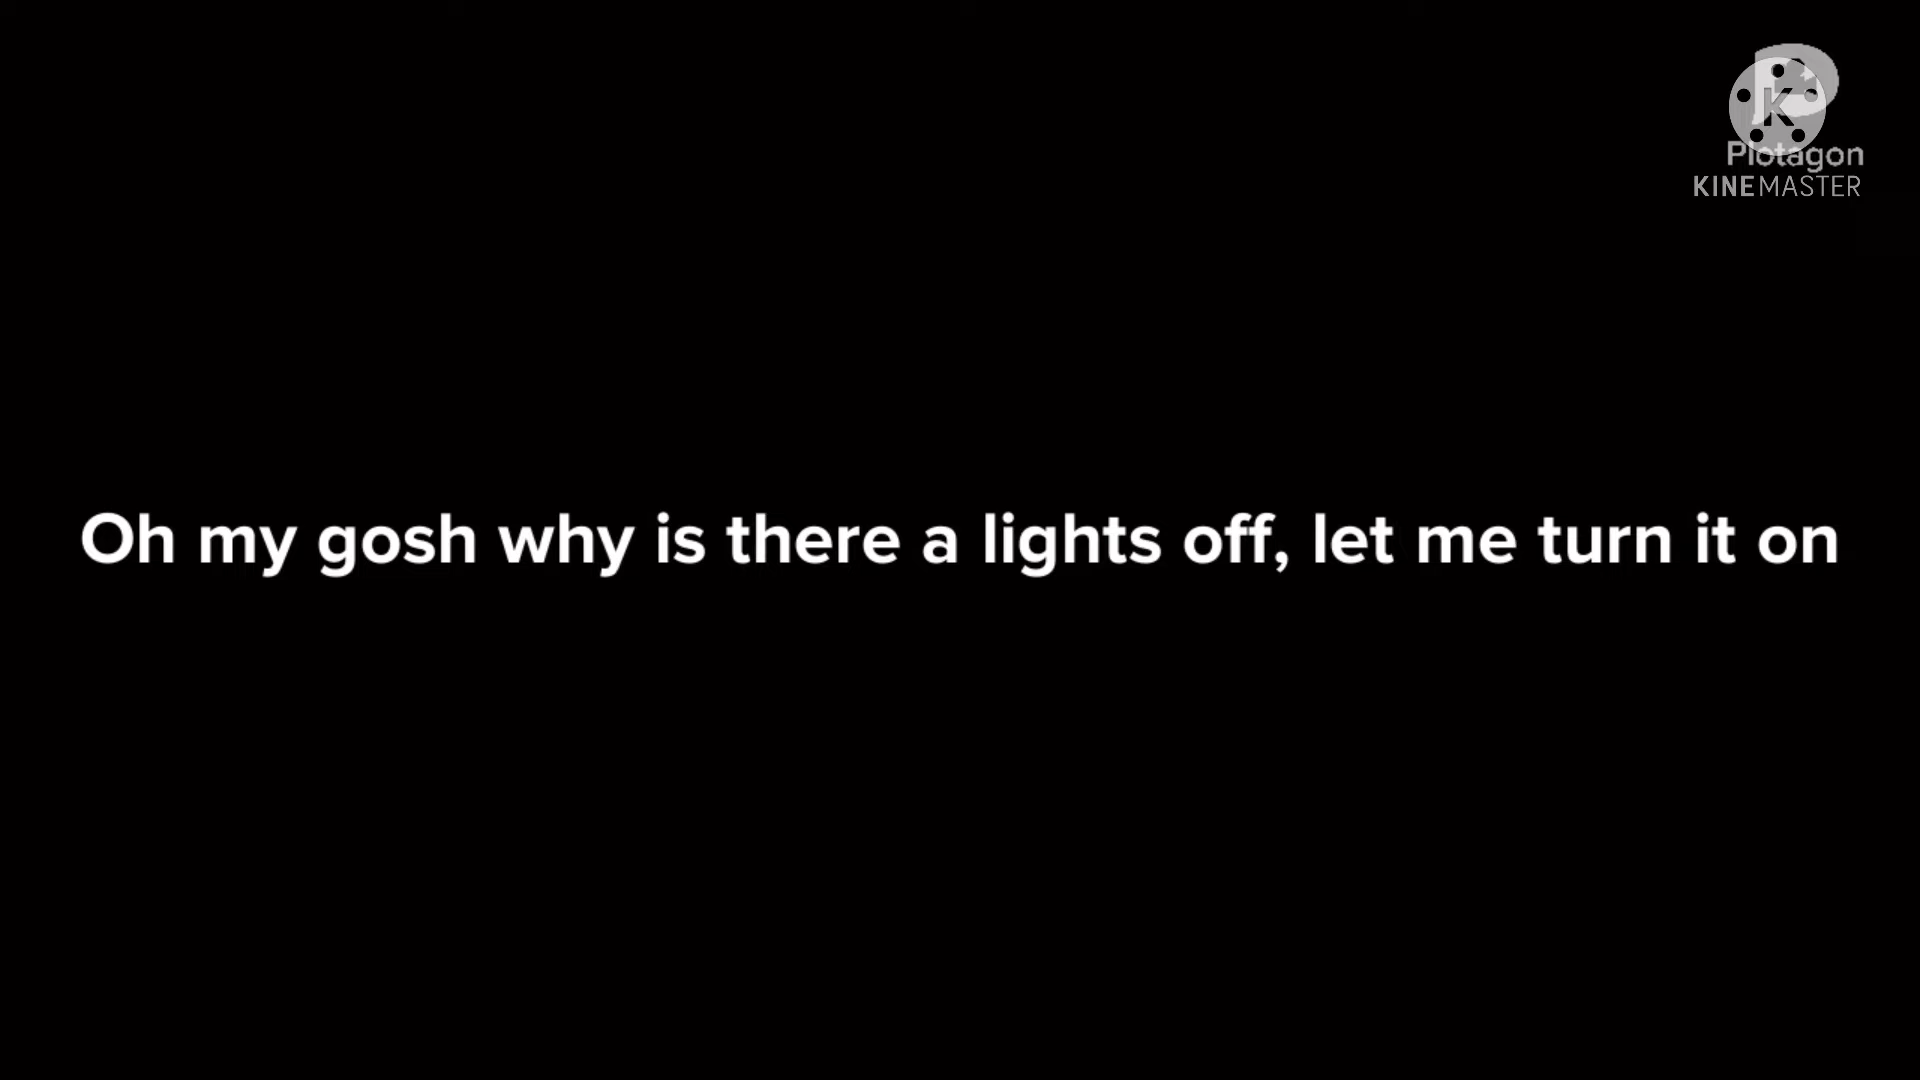 Plotagon
KINEMASTER
Oh my gosh why is there a lights off, let me turn it on